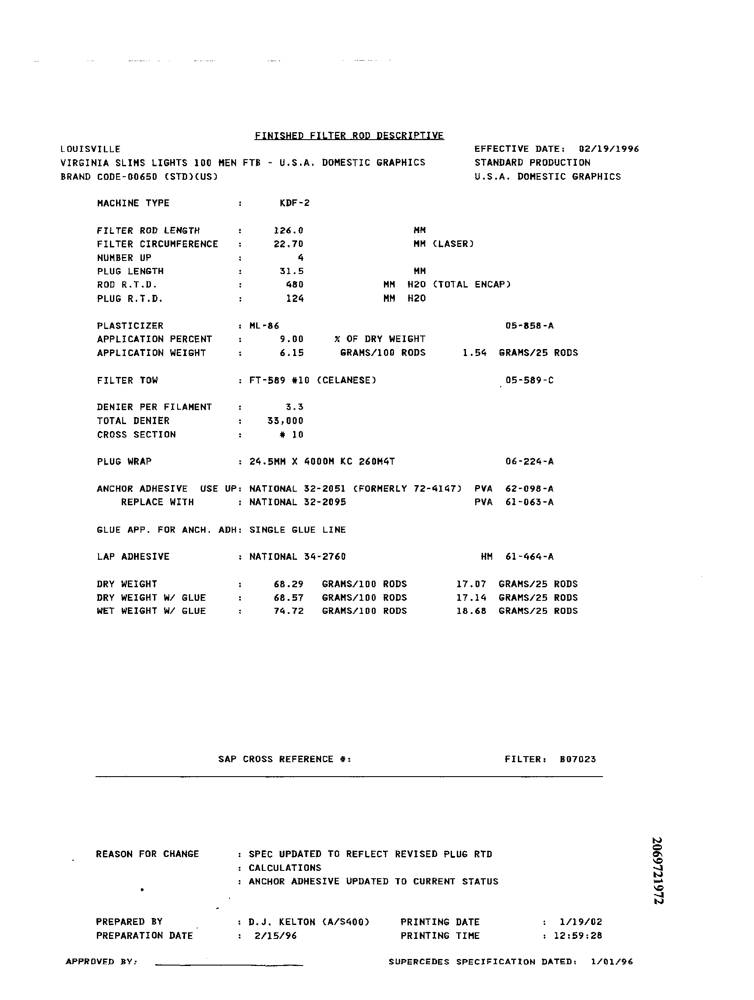 FINISHED FILTER ROD DESCRIPTIVE
LOUISVILLE EFFECTIVE DATE: 02/19/1996
VIRGINIA SLIMS LIGHTS 100 MEN FTB - U.S.A. DOMESTIC GRAPHICS STANDARD PRODUCTION
BRAND CODE-00650 (STD)(US) U.S.A. DOMESTIC GRAPHICS
MACHINE TYPE : KDF-2
FILTER ROD LENGTH : 126.0 MM
FILTER CIRCUMFERENCE : 22.70 MM (LASER)
NUMBER UP : 4
PLUG LENGTH : 31.5 MM
ROD R.T.D. : 480 MM H2O (TOTAL ENCAP)
PLUG R.T.D. : 124 MM H2O
PLASTICIZER : ML-86 05-858-A
APPLICATION PERCENT : 9.00 % OF DRY WEIGHT
APPLICATION WEIGHT : 6.15 GRAMS/100 RODS 1.54 GRAMS/25 RODS
FILTER TOW : FT-589 #10 (CELANESE) 05-589-C
DENIER PER FILAMENT : 3.3
TOTAL DENIER : 33,000
CROSS SECTION : # 10
PLUG WRAP : 24.5MM X 4000M KC 260M4T 06-224-A
ANCHOR ADHESIVE USE UP: NATIONAL 32-2051 (FORMERLY 72-4147) PVA 62-098-A
REPLACE WITH : NATIONAL 32-2095 PVA 61-063-A
GLUE APP. FOR ANCH. ADH: SINGLE GLUE LINE
LAP ADHESIVE : NATIONAL 34-2760 HM 61-464-A
DRY WEIGHT : 68.29 GRAMS/100 RODS 17.07 GRAMS/25 RODS
DRY WEIGHT W/ GLUE : 68.57 GRAMS/100 RODS 17.14 GRAMS/25 RODS
WET WEIGHT W/ GLUE : 74.72 GRAMS/100 RODS 18.68 GRAMS/25 RODS
SAP CROSS REFERENCE #: FILTER: B07023
REASON FOR CHANGE : SPEC UPDATED TO REFLECT REVISED PLUG RTD
: CALCULATIONS
: ANCHOR ADHESIVE UPDATED TO CURRENT STATUS
PREPARED BY : D.J. KELTON (A/S400) PRINTING DATE : 1/19/02
PREPARATION DATE : 2/15/96 PRINTING TIME : 12:59:28
APPROVED BY: SUPERCEDES SPECIFICATION DATED: 1/01/96
2069721972